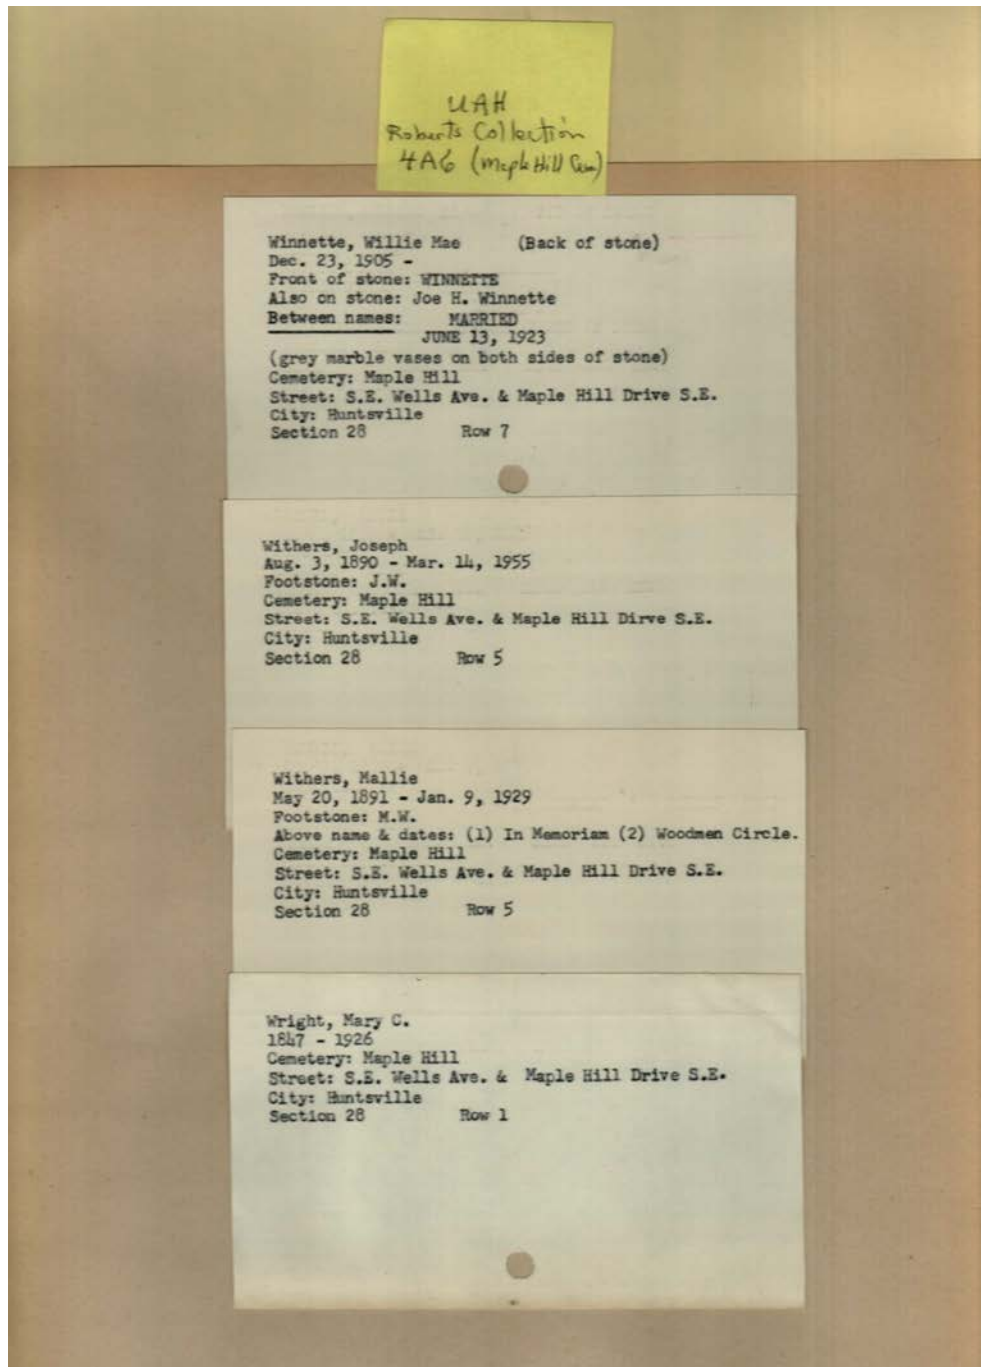 UAH
Roberts Collection
4A6 (Maple Hill Cem)
Winnette, Willie Mae (Back of stone)
Dec. 23, 1905 -
Front of stone: WINNETTE
Also on stone: Joe H. Winnette
Between names: MARRIED
JUNE 13, 1923
(grey marble vases on both sides of stone)
Cemetery: Maple Hill
Street: S.E. Wells Ave. & Maple Hill Drive S.E.
City: Huntsville
Section 28 Row 7
Withers, Joseph
Aug. 3, 1890 - Mar. 14, 1955
Footstone: J.W.
Cemetery: Maple Hill
Street: S.E. Wells Ave. & Maple Hill Dirve S.E.
City: Huntsville
Section 28 Row 5
Withers, Mallie
May 20, 1891 - Jan. 9, 1929
Footstone: M.W.
Above name & dates: (1) In Memoriam (2) Woodmen Circle.
Cemetery: Maple Hill
Street: S.E. Wells Ave. & Maple Hill Drive S.E.
City: Huntsville
Section 28 Row 5
Wright, Mary C.
1847 - 1926
Cemetery: Maple Hill
Street: S.E. Wells Ave. & Maple Hill Drive S.E.
City: Huntsville
Section 28 Row 1